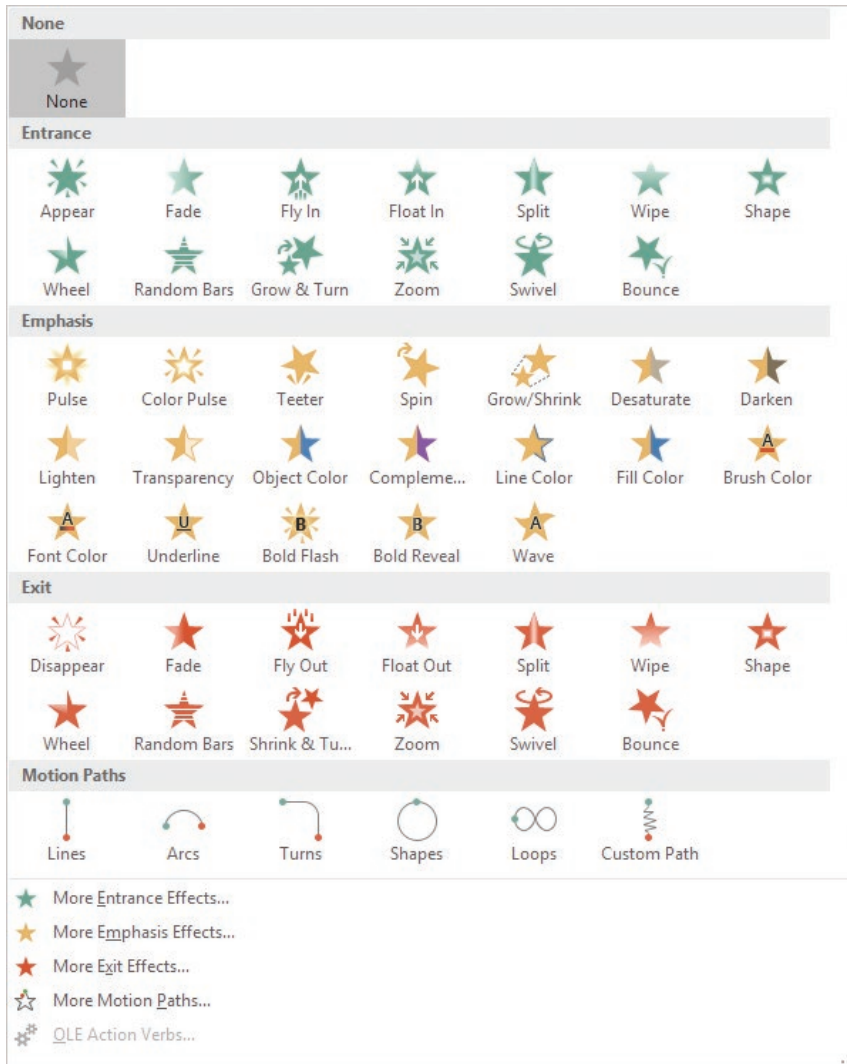 None
None
Entrance
Appear Fade Fly In Float In Split Wipe Shape
Wheel Random Bars Grow & Turn Zoom Swivel Bounce
Emphasis
Pulse Color Pulse Teeter Spin Grow/Shrink Desaturate Darken
Lighten Transparency Object Color Compleme... Line Color Fill Color Brush Color
A U B B A A
Font Color Underline Bold Flash Bold Reveal Wave
Exit
Disappear Fade Fly Out Float Out Split Wipe Shape
Wheel Random Bars Shrink & Tu... Zoom Swivel Bounce
Motion Paths
Lines Arcs Turns Shapes Loops Custom Path
More Entrance Effects...
More Emphasis Effects...
More Exit Effects...
More Motion Paths...
OLE Action Verbs...